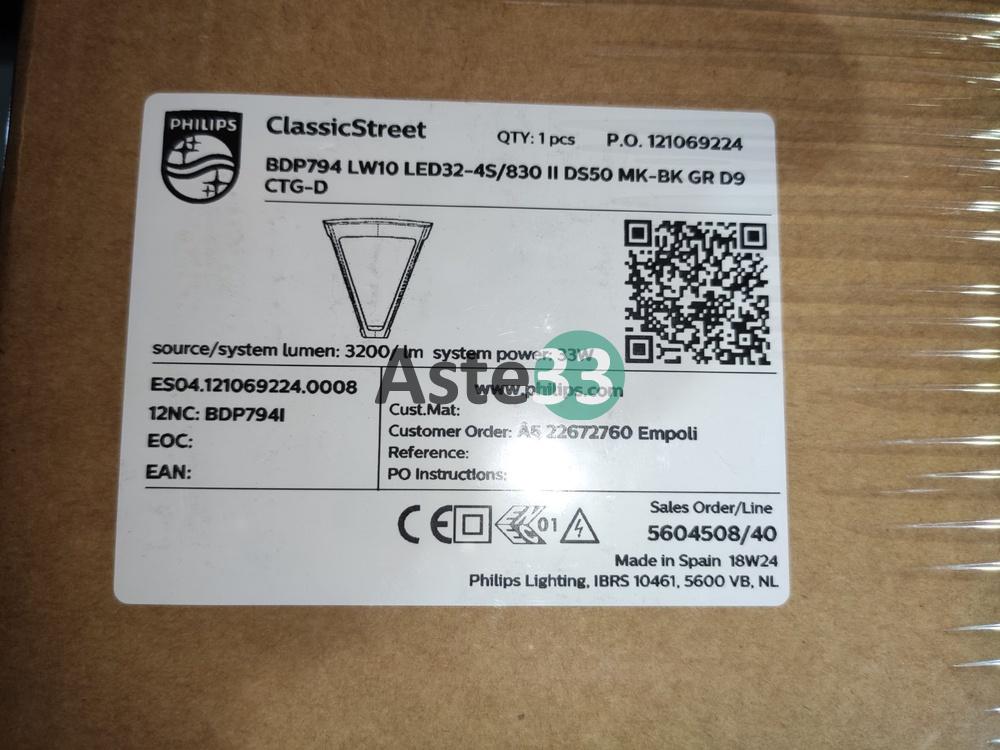 PHILIPS
ClassicStreet
QTY: 1 pcs P.O. 121069224
BDP794 LW10 LED32-4S/830 II DS50 MK-BK GR D9
CTG-D
source/system lumen: 3200/ lm system power: 33W
ES04.121069224.0008
12NC: BDP794I
EOC:
EAN:
www.philips.com
Cust.Mat:
Customer Order: 22672760 Empoli
Reference:
PO Instructions:
Aste33
CE
01
Sales Order/Line
5604508/40
Made in Spain 18W24
Philips Lighting, IBRS 10461, 5600 VB, NL